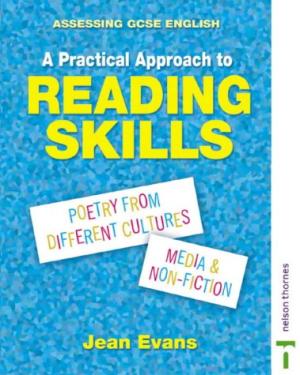 ASSESSING GCSE ENGLISH
A Practical Approach to
READING
SKILLS
POETRY FROM
DIFFERENT CULTURES
MEDIA &
NON-FICTION
Jean Evans
nelson thornes